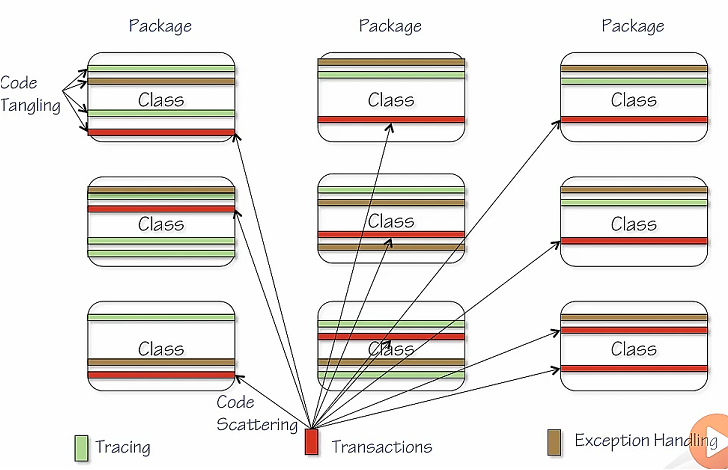 Package
Package
Package
Code
Tangling
Class
Class
Class
Class
Class
Class
Class
Class
Class
Code
Scattering
Tracing
Transactions
Exception Handling